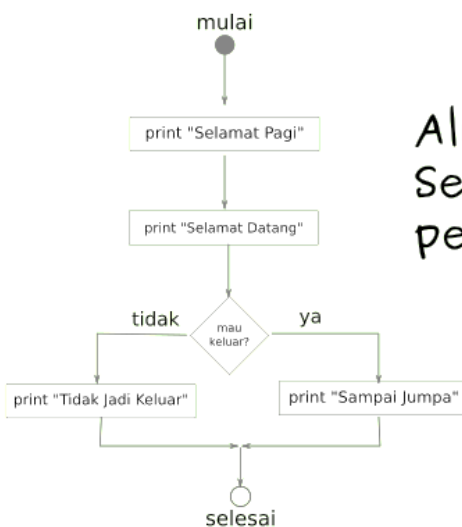 mulai
print "Selamat Pagi"
print "Selamat Datang"
mau
keluar?
tidak
ya
print "Tidak Jadi Keluar"
print "Sampai Jumpa"
selesai